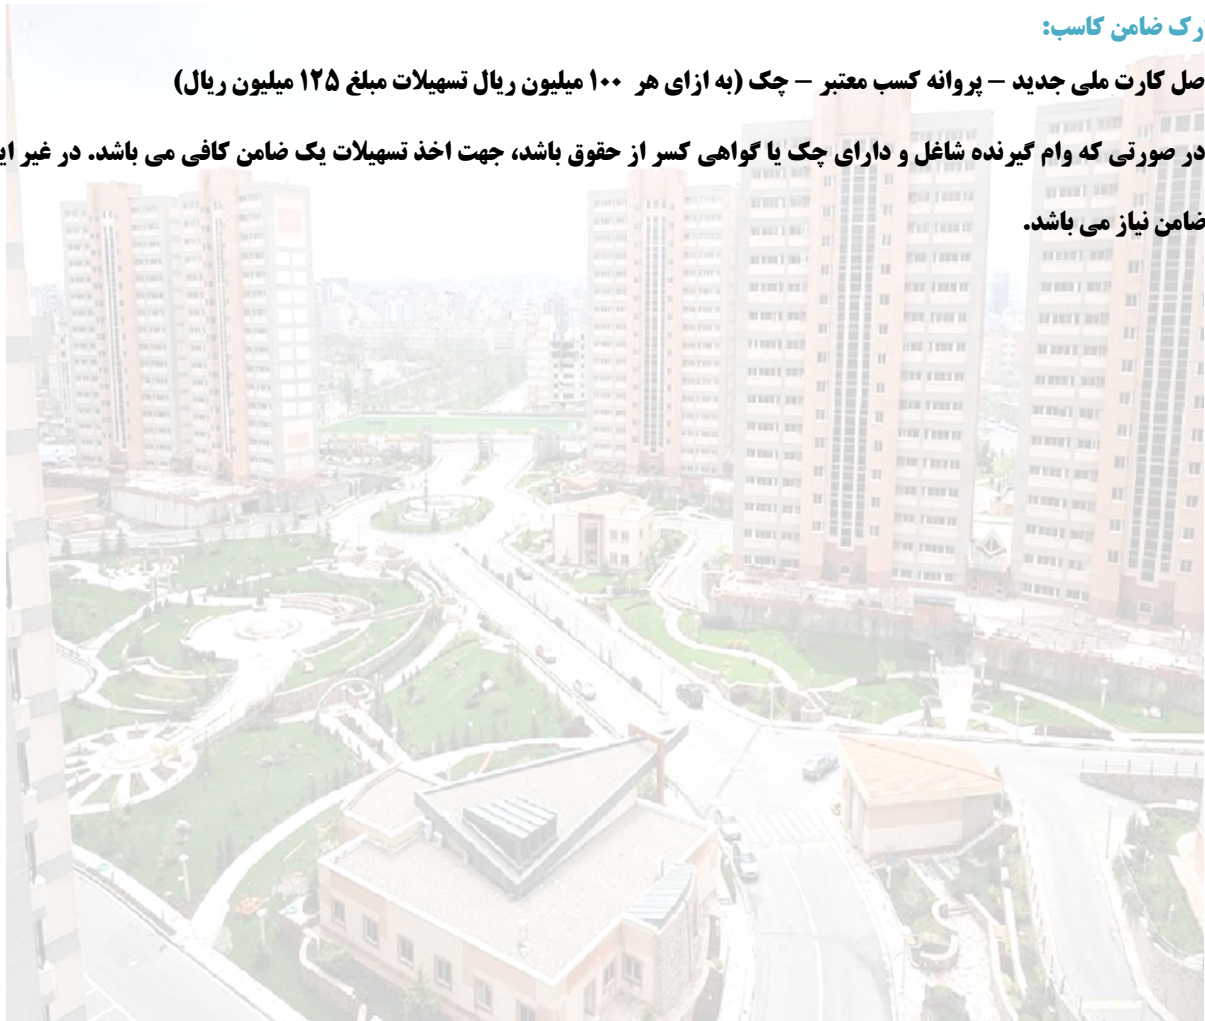 رک ضامن کاسب:
صل کارت ملی جدید – پروانه کسب معتبر – چک (به ازای هر ۱۰۰ میلیون ریال تسهیلات مبلغ ۱۲۵ میلیون ریال)
در صورتی که وام گیرنده شاغل و دارای چک یا گواهی کسر از حقوق باشد، جهت اخذ تسهیلات یک ضامن کافی می باشد. در غیر ای
ضامن نیاز می باشد.